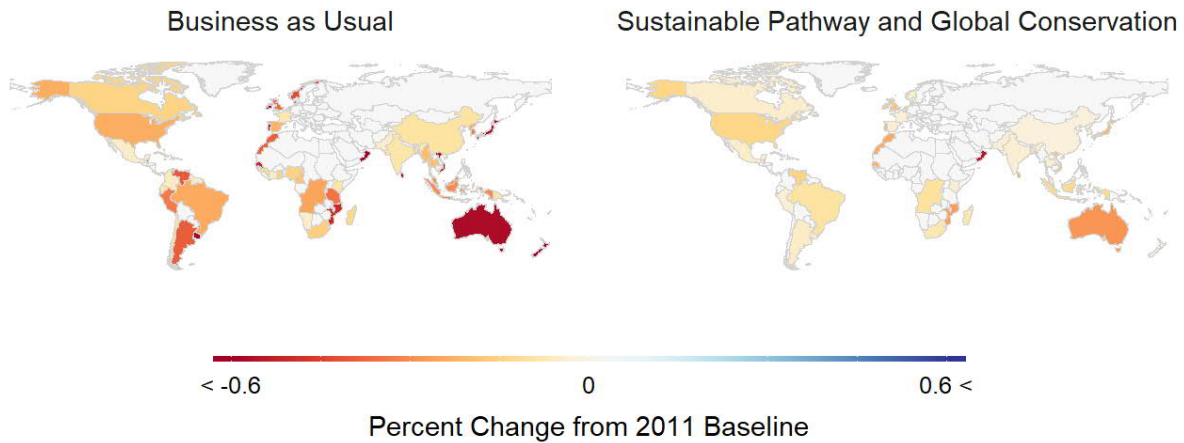 Business as Usual
Sustainable Pathway and Global Conservation
< -0.6
0
0.6 <
Percent Change from 2011 Baseline